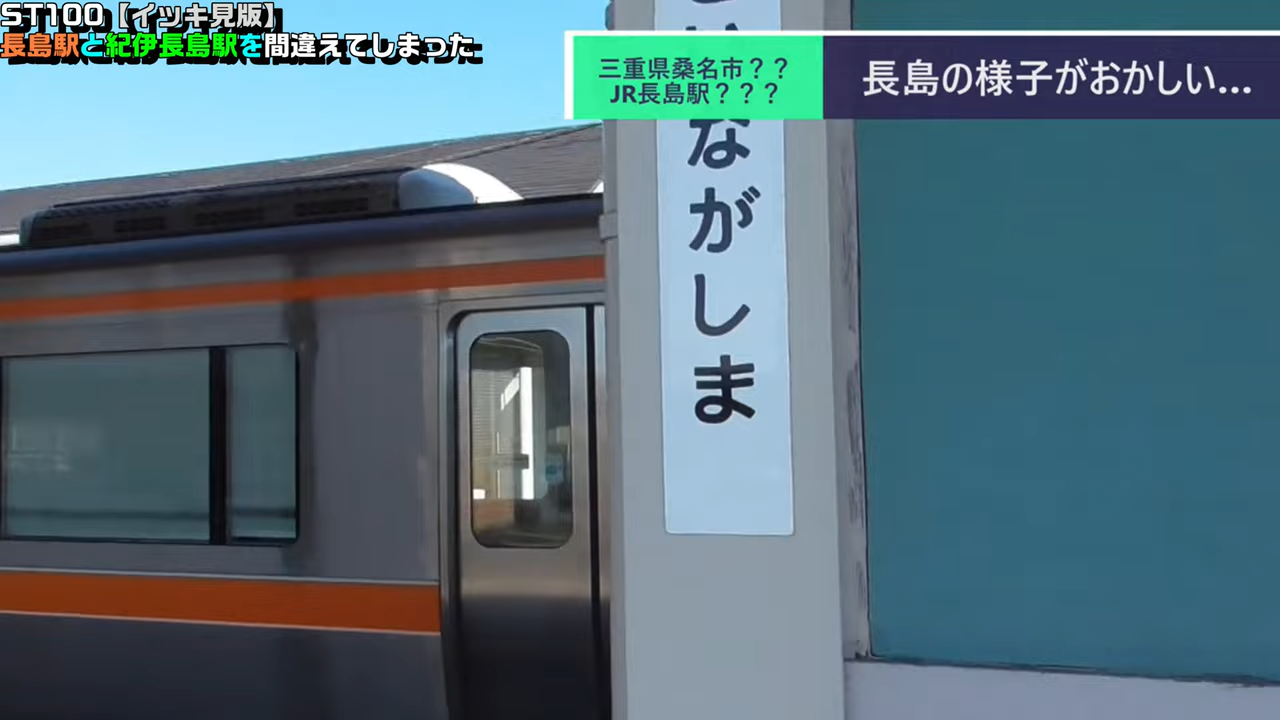 ST100【イッキ見版】
長島駅と紀伊長島駅を間違えてしまった
三重県桑名市？？
JR長島駅？？？
長島の様子がおかしい…
ながしま